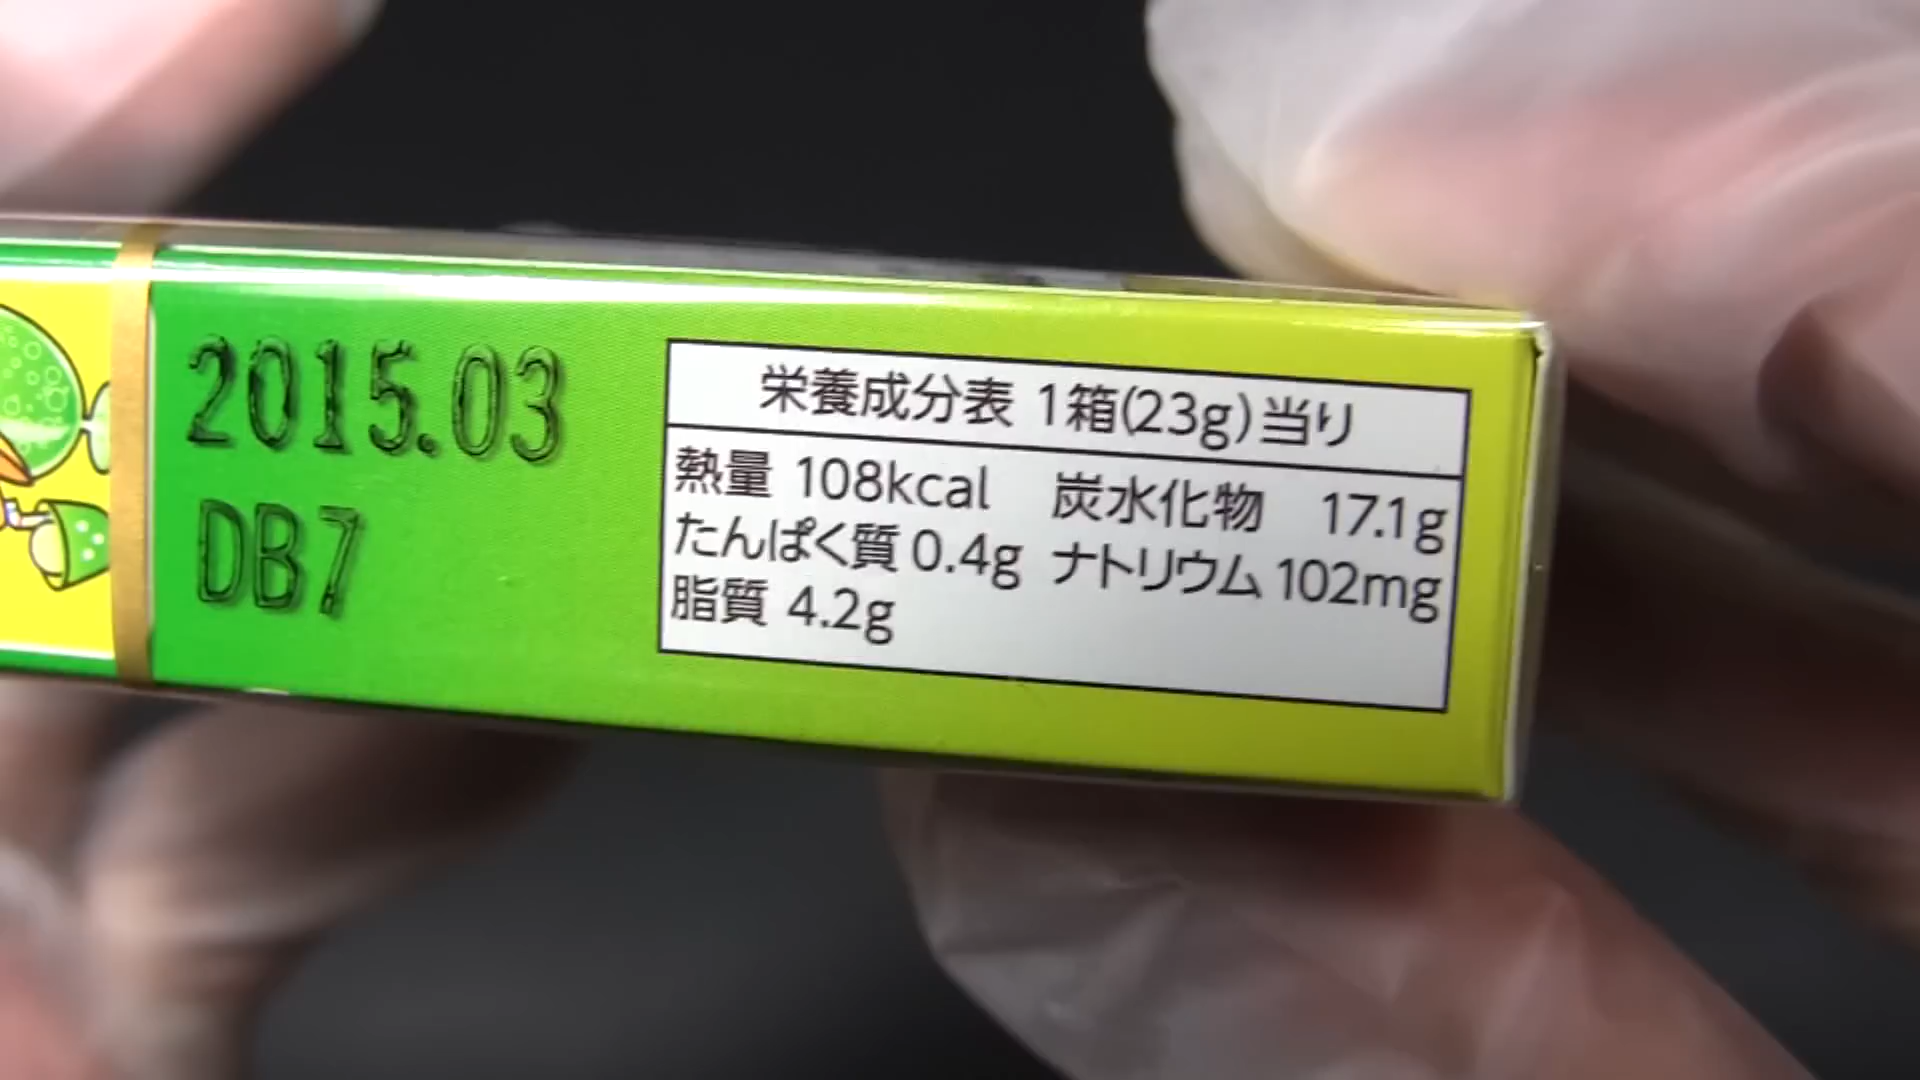 2015.03
DB7
栄養成分表 1箱(23g)当り
熱量 108kcal 炭水化物 17.1g
たんぱく質 0.4g ナトリウム 102mg
脂質 4.2g